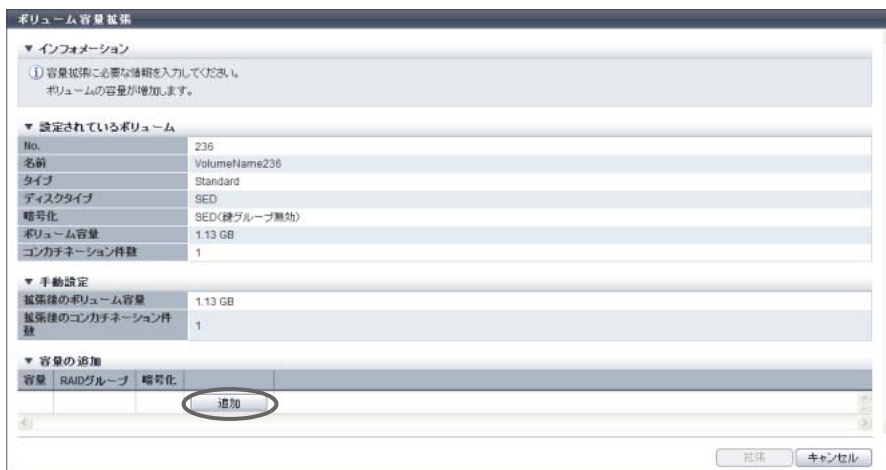 ボリューム容量拡張
▼ インフォメーション
容量拡張に必要な情報を入力してください。
ボリュームの容量が増加します。
▼ 設定されているボリューム
No. 236
名前 VolumeName236
タイプ Standard
ディスクタイプ SED
暗号化 SED(鍵グループ無効)
ボリューム容量 1.13 GB
コンカチネーション件数 1
▼ 手動設定
拡張後のボリューム容量 1.13 GB
拡張後のコンカチネーション件
数 1
▼ 容量の追加
容量 RAIDグループ 暗号化
追加
拡張 キャンセル